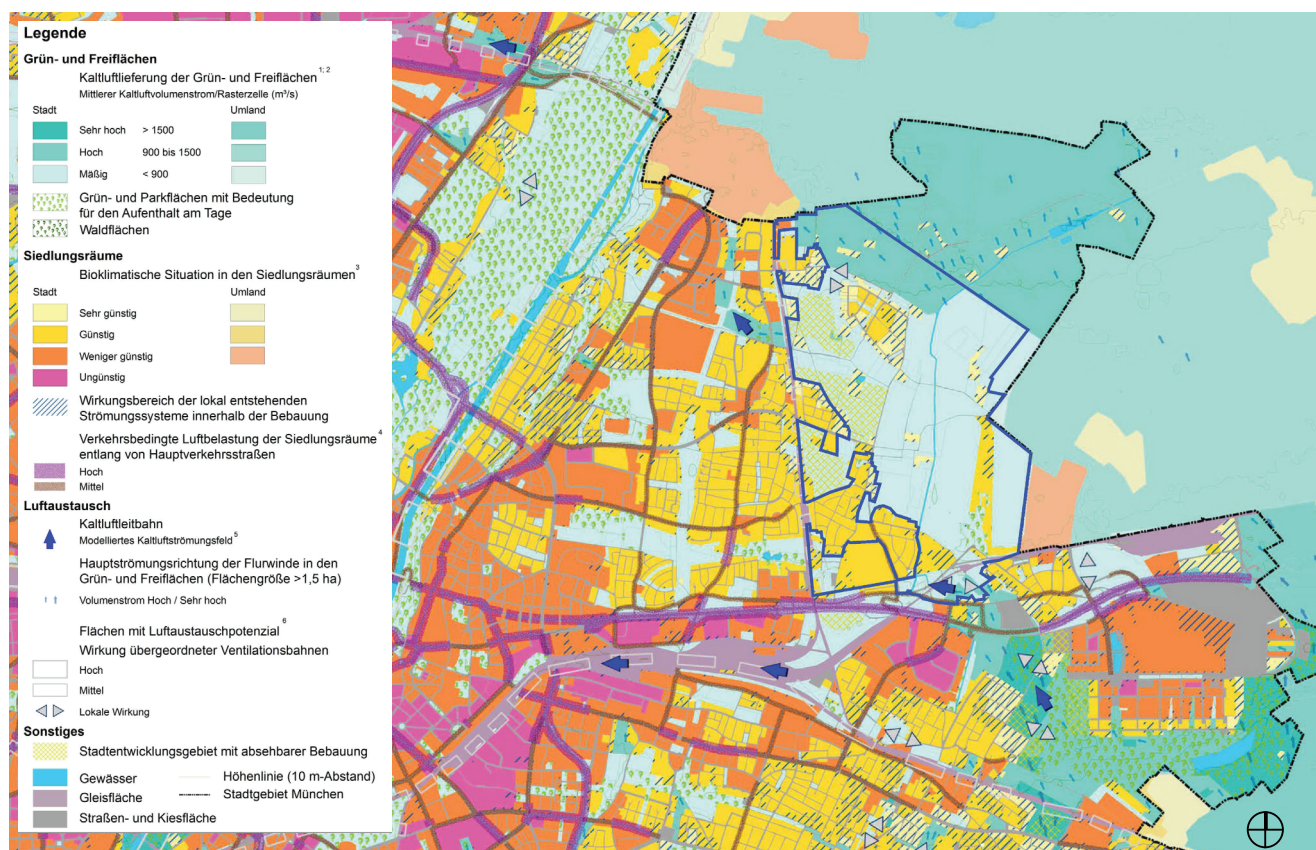 Legende
Grün- und Freiflächen
Kaltluftlieferung der Grün- und Freiflächen 1; 2
Mittlerer Kaltluftvolumenstrom/Rasterzelle (m³/s)
Stadt Umland
Sehr hoch > 1500
Hoch 900 bis 1500
Mäßig < 900
Grün- und Parkflächen mit Bedeutung
für den Aufenthalt am Tage
Waldflächen
Siedlungsräume
Bioklimatische Situation in den Siedlungsräumen 3
Stadt Umland
Sehr günstig
Günstig
Weniger günstig
Ungünstig
Wirkungsbereich der lokal entstehenden
Strömungssysteme innerhalb der Bebauung
Verkehrsbedingte Luftbelastung der Siedlungsräume 4
entlang von Hauptverkehrsstraßen
Hoch
Mittel
Luftaustausch
Kaltluftleitbahn
Modelliertes Kaltluftströmungsfeld 5
Hauptströmungsrichtung der Flurwinde in den
Grün- und Freiflächen (Flächengröße >1,5 ha)
Volumenstrom Hoch / Sehr hoch
Flächen mit Luftaustauschpotenzial 6
Wirkung übergeordneter Ventilationsbahnen
Hoch
Mittel
Lokale Wirkung
Sonstiges
Stadtentwicklungsgebiet mit absehbarer Bebauung
Gewässer Höhenlinie (10 m-Abstand)
Gleisfläche Stadtgebiet München
Straßen- und Kiesfläche